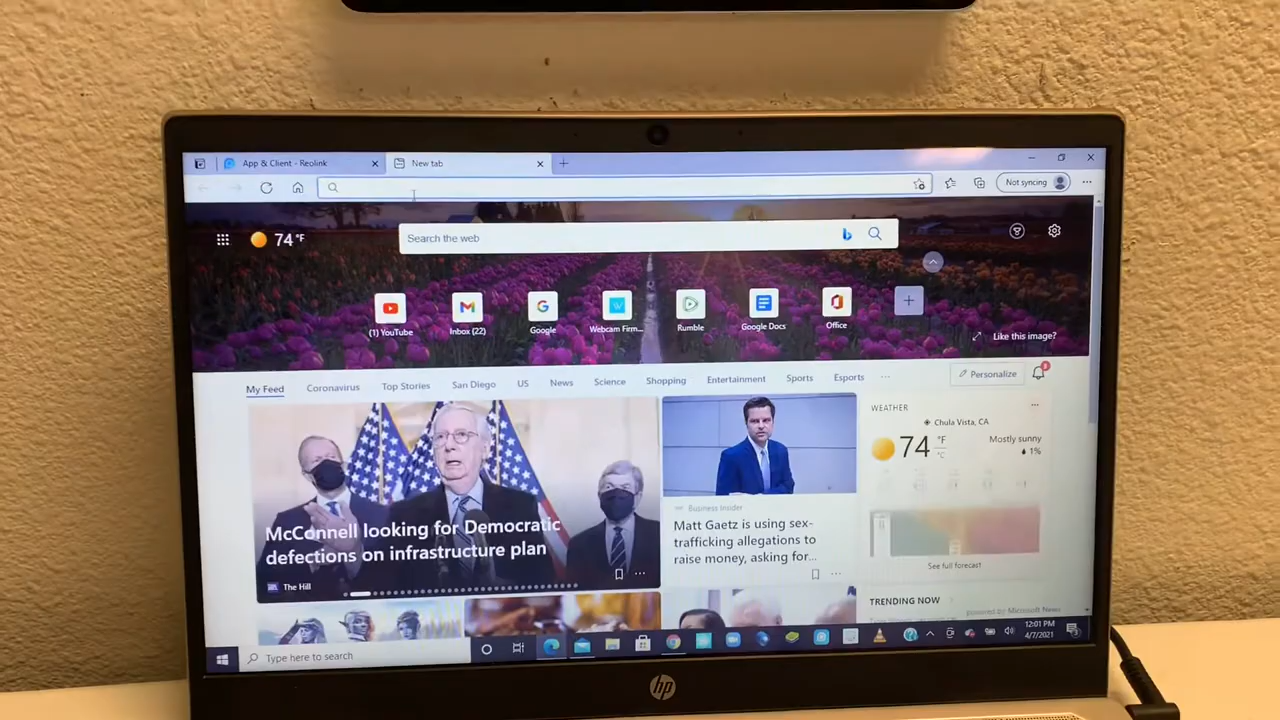 App & Client - Reolink
New tab
Not syncing
74 °F
Search the web
(1) YouTube
Inbox (22)
Google
Webcam Firm...
Rumble
Google Docs
Office
Like this image?
My Feed
Coronavirus
Top Stories
San Diego
US
News
Science
Shopping
Entertainment
Sports
Esports
Personalize
McConnell looking for Democratic
defections on infrastructure plan
The Hill
Business Insider
Matt Gaetz is using sex-
trafficking allegations to
raise money, asking for...
WEATHER
Chula Vista, CA
74 °F
°C
Mostly sunny
1%
See full forecast
TRENDING NOW
powered by Microsoft News
Type here to search
12:01 PM
4/7/2021
hp